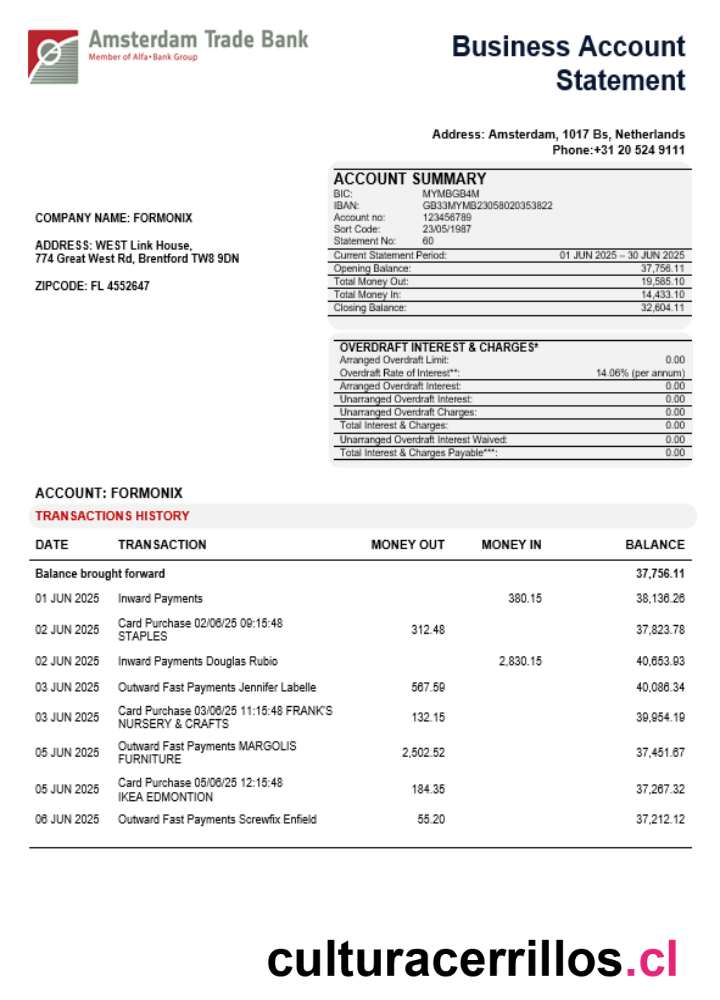 Amsterdam Trade Bank
Member of Alfa•Bank Group
Business Account
Statement
Address: Amsterdam, 1017 Bs, Netherlands
Phone:+31 20 524 9111
COMPANY NAME: FORMONIX
ADDRESS: WEST Link House,
774 Great West Rd, Brentford TW8 9DN
ZIPCODE: FL 4552647
ACCOUNT SUMMARY
BIC: MYMBGB4M
IBAN: GB33MYMB23058020353822
Account no: 123456789
Sort Code: 23/05/1987
Statement No: 60
Current Statement Period: 01 JUN 2025 – 30 JUN 2025
Opening Balance: 37,756.11
Total Money Out: 19,585.10
Total Money In: 14,433.10
Closing Balance: 32,604.11
OVERDRAFT INTEREST & CHARGES*
Arranged Overdraft Limit: 0.00
Overdraft Rate of Interest**: 14.06% (per annum)
Arranged Overdraft Interest: 0.00
Unarranged Overdraft Interest: 0.00
Unarranged Overdraft Charges: 0.00
Total Interest & Charges: 0.00
Unarranged Overdraft Interest Waived: 0.00
Total Interest & Charges Payable***: 0.00
ACCOUNT: FORMONIX
TRANSACTIONS HISTORY
DATE TRANSACTION MONEY OUT MONEY IN BALANCE
Balance brought forward 37,756.11
01 JUN 2025 Inward Payments 380.15 38,136.26
02 JUN 2025 Card Purchase 02/06/25 09:15:48
STAPLES 312.48 37,823.78
02 JUN 2025 Inward Payments Douglas Rubio 2,830.15 40,653.93
03 JUN 2025 Outward Fast Payments Jennifer Labelle 567.59 40,086.34
03 JUN 2025 Card Purchase 03/06/25 11:15:48 FRANK'S
NURSERY & CRAFTS 132.15 39,954.19
05 JUN 2025 Outward Fast Payments MARGOLIS
FURNITURE 2,502.52 37,451.67
05 JUN 2025 Card Purchase 05/06/25 12:15:48
IKEA EDMONTION 184.35 37,267.32
06 JUN 2025 Outward Fast Payments Screwfix Enfield 55.20 37,212.12
culturacerrillos.cl